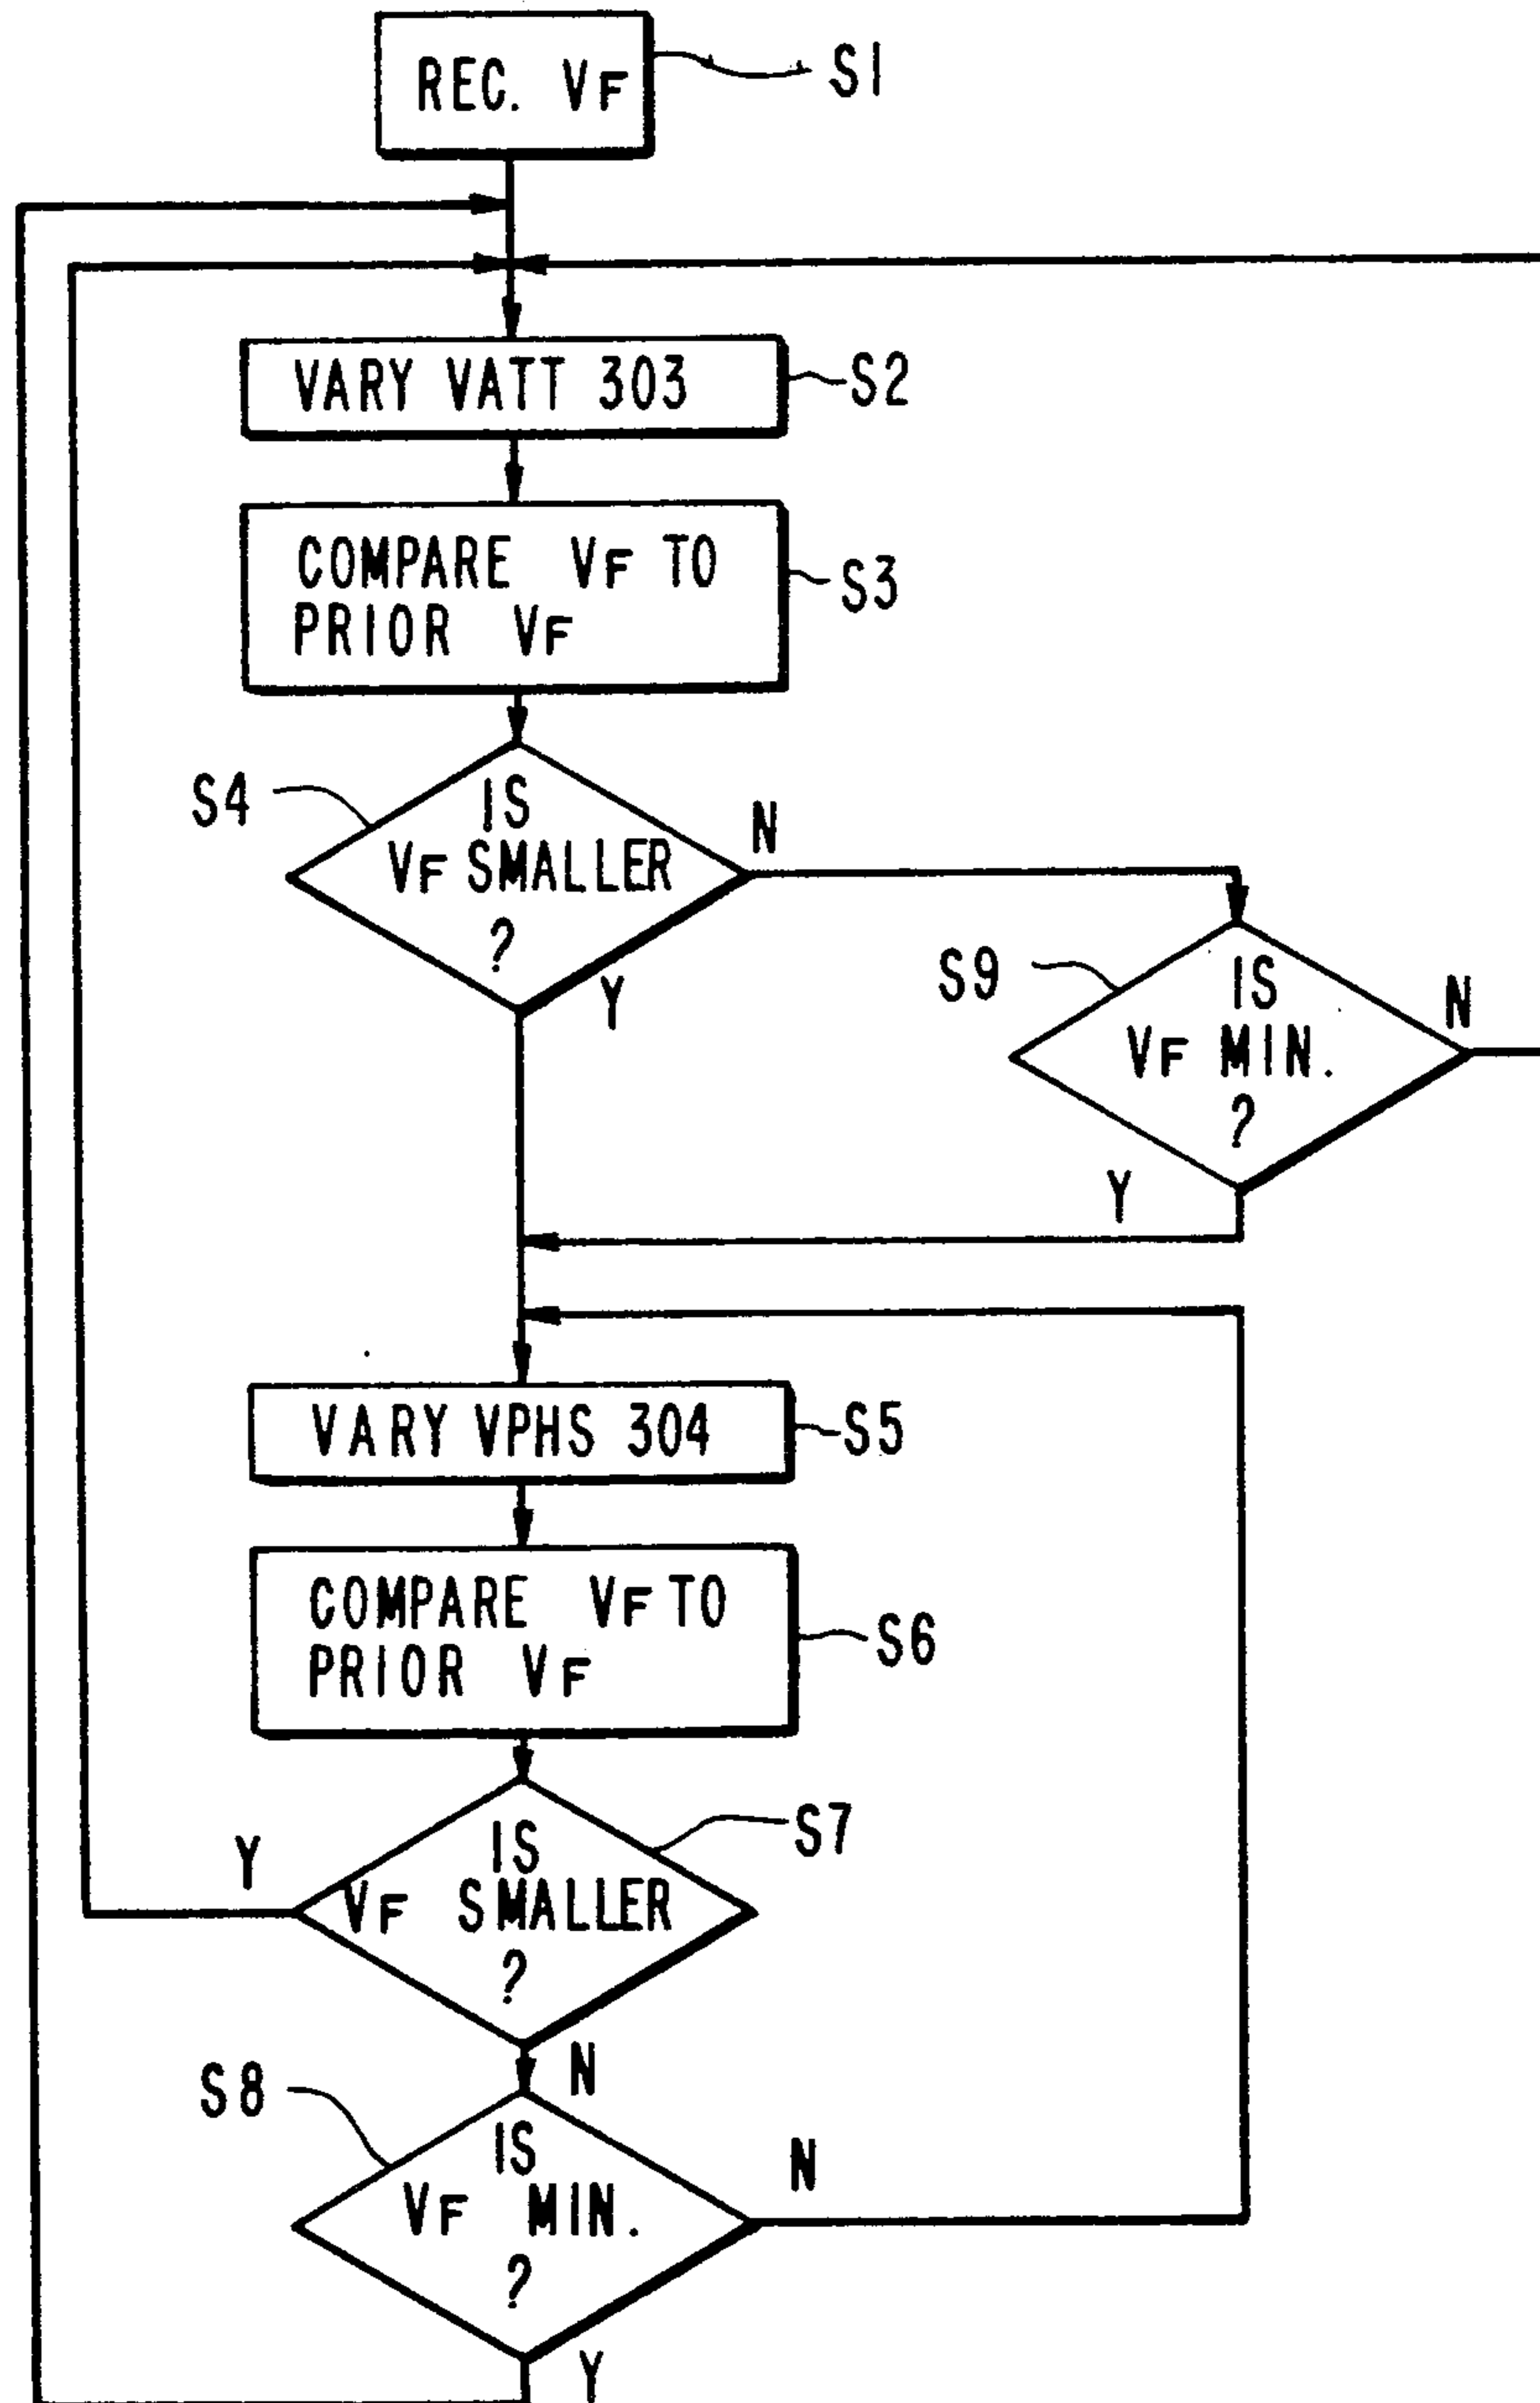 REC. VF
S1
VARY VATT 303
S2
COMPARE VF TO
PRIOR VF
S3
S4
IS
VF SMALLER
?
N
Y
S9
IS
VF MIN.
?
N
Y
VARY VPHS 304
S5
COMPARE VF TO
PRIOR VF
S6
S7
IS
VF SMALLER
?
Y
N
S8
IS
VF MIN.
?
N
Y